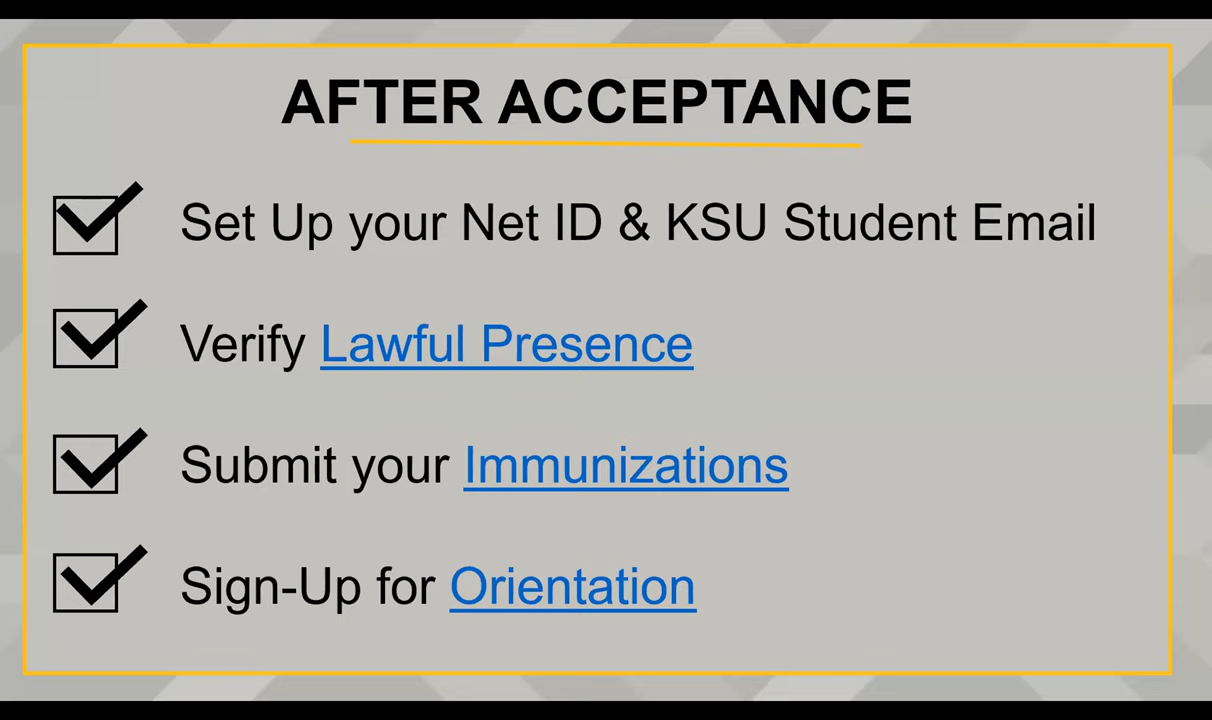 AFTER ACCEPTANCE
Set Up your Net ID & KSU Student Email
Verify Lawful Presence
Submit your Immunizations
Sign-Up for Orientation